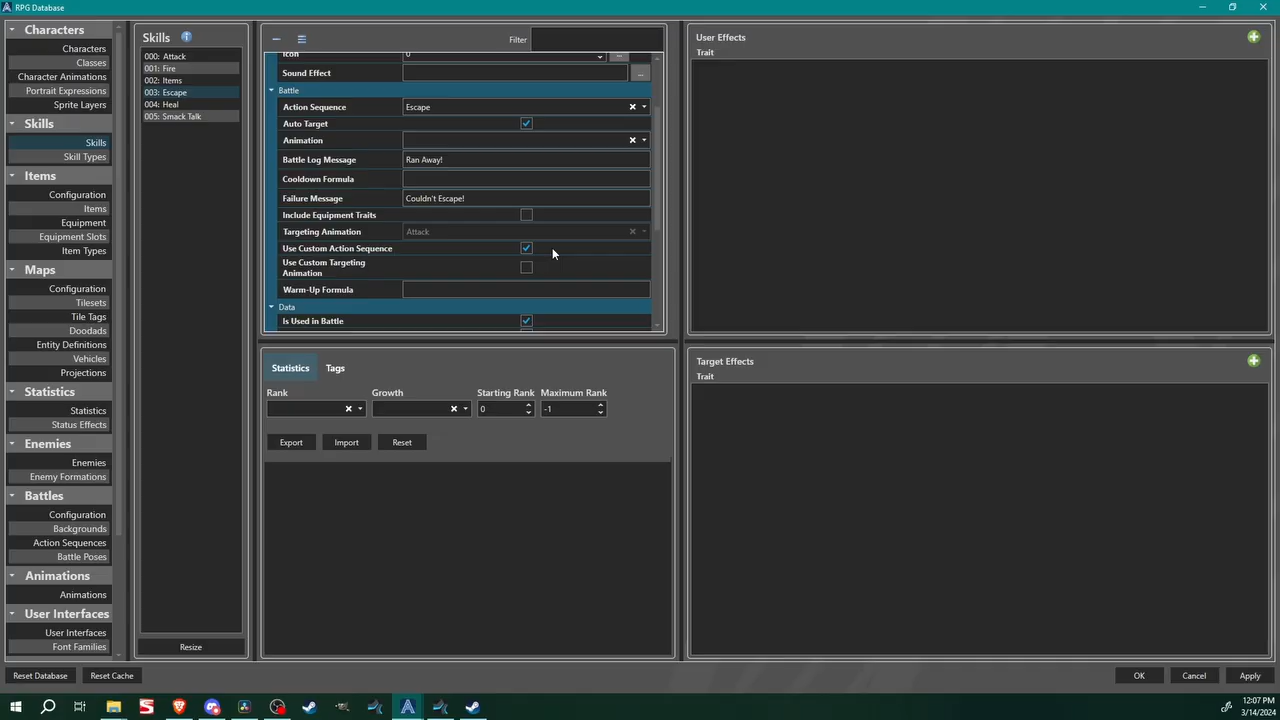 RPG Database
Characters
Characters
Classes
Character Animations
Portrait Expressions
Sprite Layers
Skills
Skills
Skill Types
Items
Configuration
Items
Equipment
Equipment Slots
Item Types
Maps
Configuration
Tilesets
Tile Tags
Doodads
Entity Definitions
Vehicles
Projections
Statistics
Statistics
Status Effects
Enemies
Enemies
Enemy Formations
Battles
Configuration
Backgrounds
Action Sequences
Battle Poses
Animations
Animations
User Interfaces
User Interfaces
Font Families
Skills
000: Attack
001: Fire
002: Items
003: Escape
004: Heal
005: Smack Talk
Resize
Filter
Icon 0 ...
Sound Effect ...
Battle
Action Sequence Escape
Auto Target
Animation
Battle Log Message Ran Away!
Cooldown Formula
Failure Message Couldn't Escape!
Include Equipment Traits
Targeting Animation Attack
Use Custom Action Sequence
Use Custom Targeting
Animation
Warm-Up Formula
Data
Is Used in Battle
Statistics Tags
Rank Growth Starting Rank Maximum Rank
0 -1
Export Import Reset
User Effects
Trait
Target Effects
Trait
Reset Database Reset Cache OK Cancel Apply
12:07 PM
3/14/2024